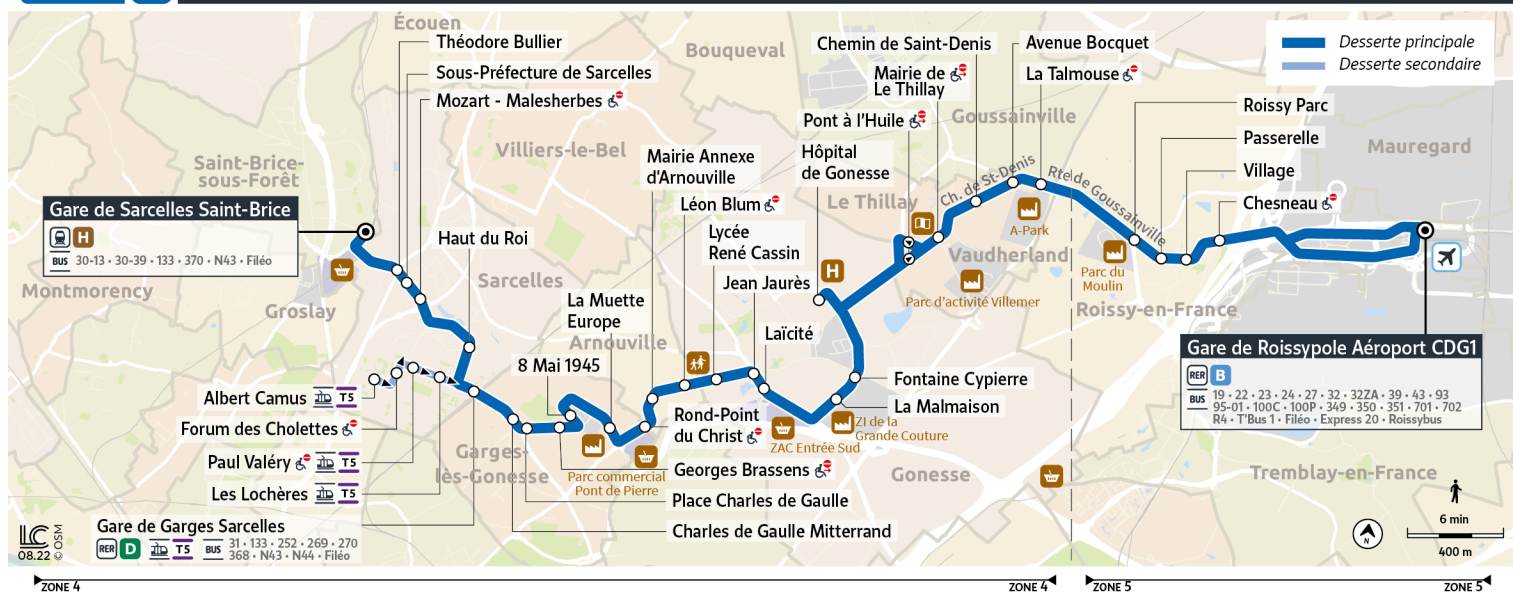 Écouen
Bouqueval
Théodore Bullier
Sous-Préfecture de Sarcelles
Mozart - Malesherbes
Chemin de Saint-Denis
Mairie de
Le Thillay
Pont à l'Huile
Hôpital
de Gonesse
Avenue Bocquet
La Talmouse
Desserte principale
Desserte secondaire
Goussainville
Roissy Parc
Passerelle
Village
Chesneau
Mauregard
Saint-Brice-
sous-Forêt
Villiers-le-Bel
Mairie Annexe
d'Arnouville
Léon Blum
Lycée
René Cassin
Jean Jaurès
Laïcité
Le Thillay
Ch. de St-Denis
Rte de Goussainville
A-Park
Vaudherland
Parc d'activité Villemer
Parc du
Moulin
Roissy-en-France
Gare de Sarcelles Saint-Brice
H
BUS 30-13 · 30-39 · 133 · 370 · N43 · Filéo
Montmorency
Groslay
Haut du Roi
Sarcelles
La Muette
Europe
Arnouville
8 Mai 1945
H
Gare de Roissypole Aéroport CDG1
RER B
BUS 19 · 22 · 23 · 24 · 27 · 32 · 32ZA · 39 · 43 · 93
95-01 · 100C · 100P · 349 · 350 · 351 · 701 · 702
R4 · T'Bus 1 · Filéo · Express 20 · Roissybus
Albert Camus T5
Forum des Cholettes
Paul Valéry T5
Les Lochères T5
Gare de Garges Sarcelles
RER D T5 BUS 31 · 133 · 252 · 269 · 270
368 · N43 · N44 · Filéo
Garges-
lès-Gonesse
Parc commercial
Pont de Pierre
Rond-Point
du Christ
Georges Brassens
Place Charles de Gaulle
Charles de Gaulle Mitterrand
Fontaine Cypierre
La Malmaison
ZI de la
Grande Couture
ZAC Entrée Sud
Gonesse
Tremblay-en-France
N
6 min
400 m
LC
08.22 © OSM
ZONE 4
ZONE 4
ZONE 5
ZONE 5